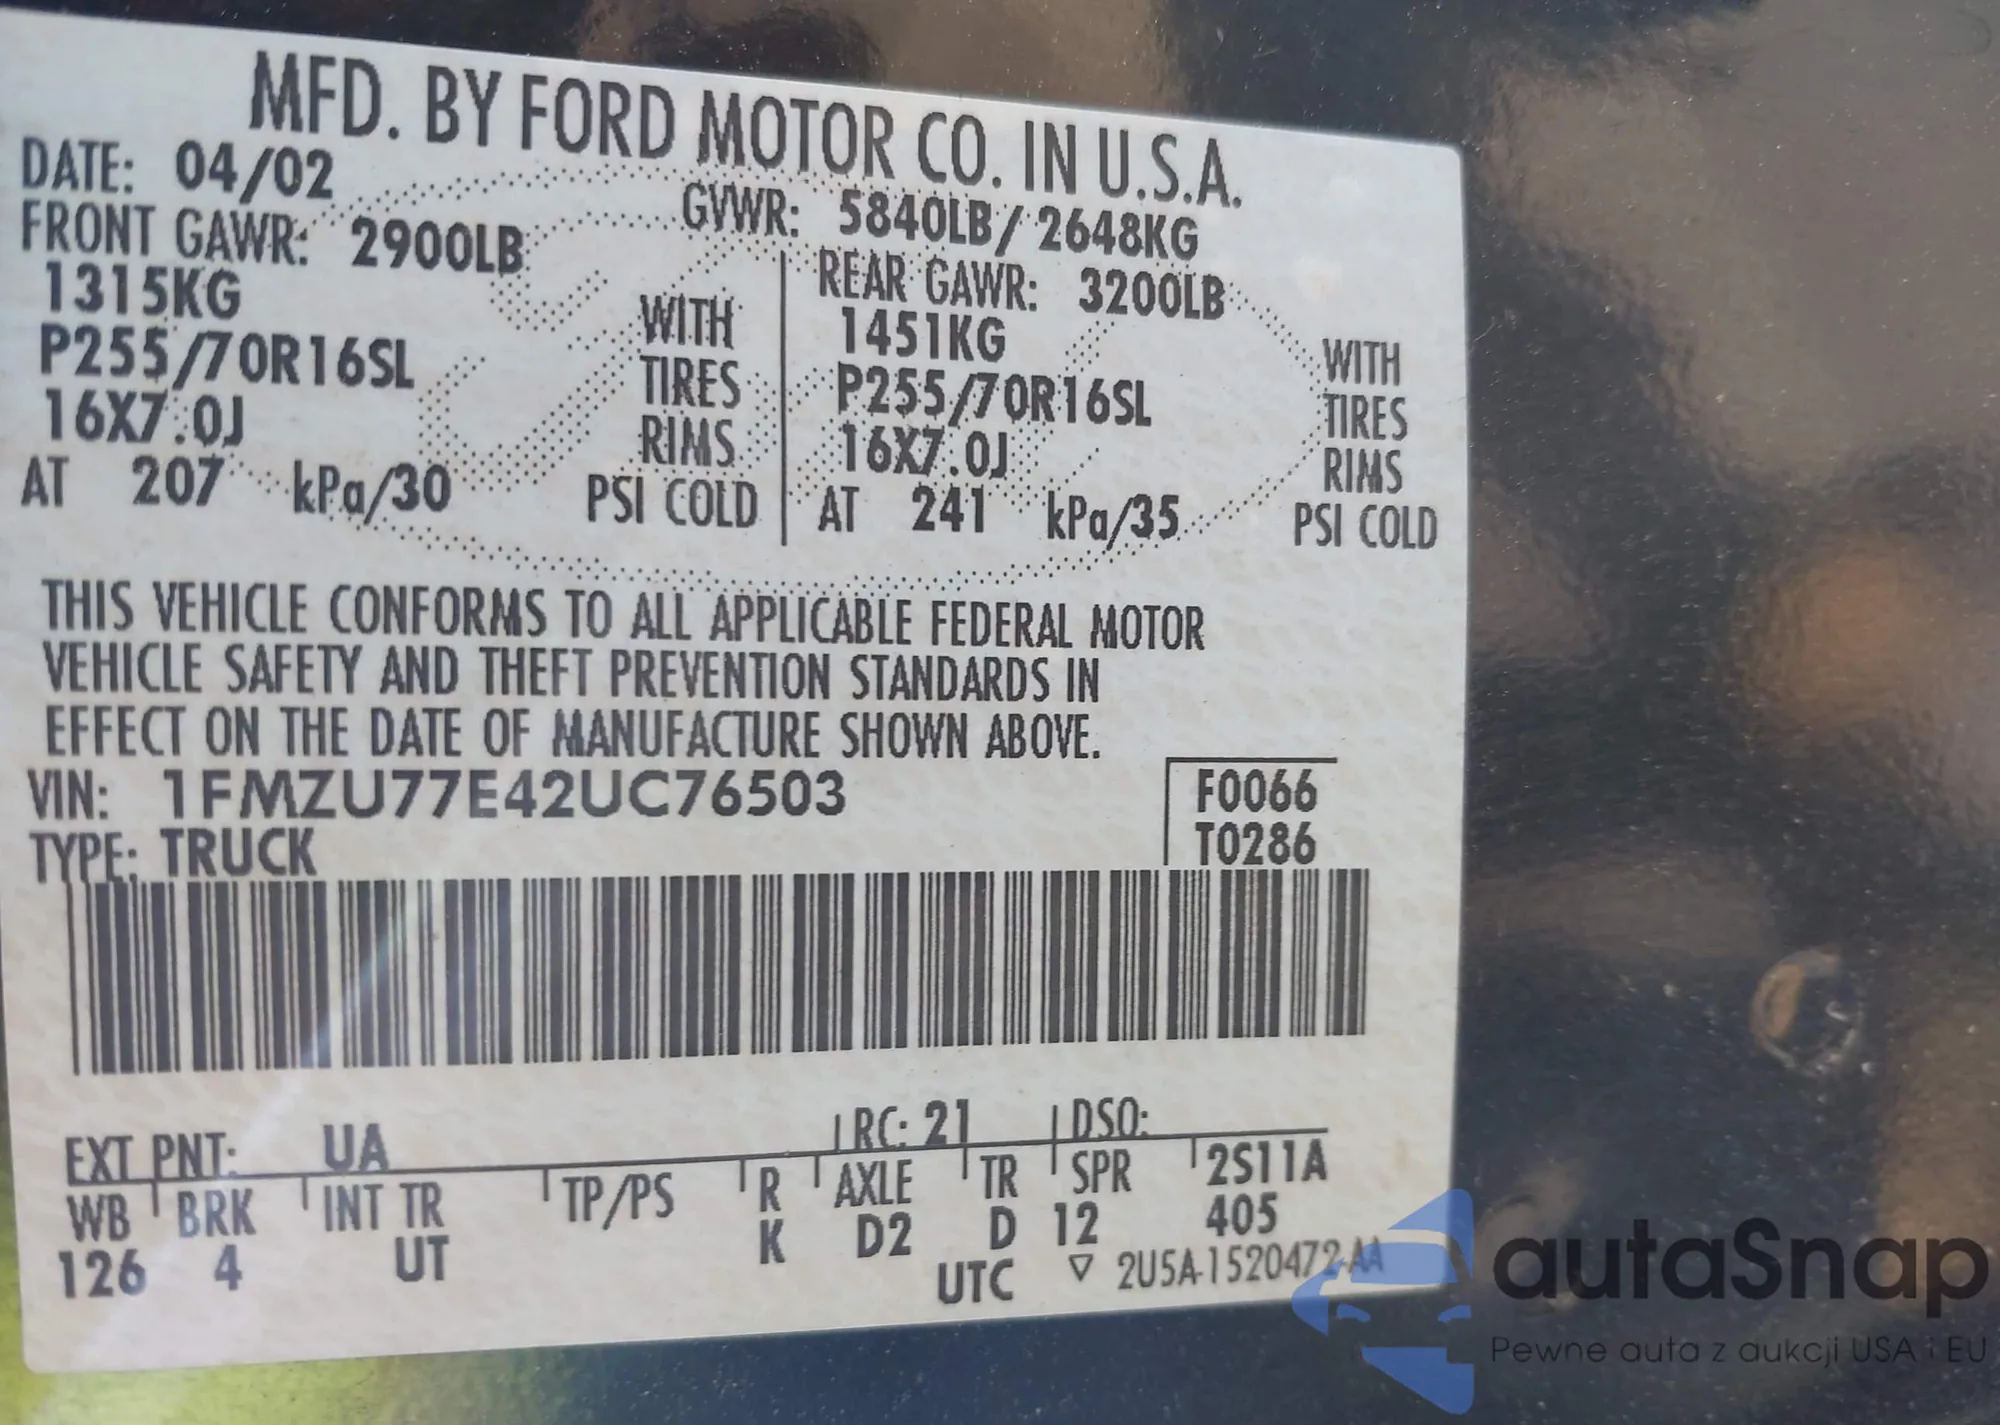 MFD. BY FORD MOTOR CO. IN U.S.A.
DATE: 04/02
GVWR: 5840LB/ 2648KG
FRONT GAWR: 2900LB
1315KG WITH
P255/70R16SL TIRES
16X7.0J RIMS
AT 207 kPa/30 PSI COLD
REAR GAWR: 3200LB
1451KG WITH
P255/70R16SL TIRES
16X7.0J RIMS
AT 241 kPa/35 PSI COLD
THIS VEHICLE CONFORMS TO ALL APPLICABLE FEDERAL MOTOR
VEHICLE SAFETY AND THEFT PREVENTION STANDARDS IN
EFFECT ON THE DATE OF MANUFACTURE SHOWN ABOVE.
VIN: 1FMZU77E42UC76503
F0066
TYPE: TRUCK
T0286
EXT PNT: UA RC: 21 DSO:
WB BRK INT TR TP/PS R AXLE TR SPR 2S11A
126 4 UT K D2 D 12 405
UTC ▽ 2U5A-1520472-AA
autaSnap
Pewne auta z aukcji USA i EU